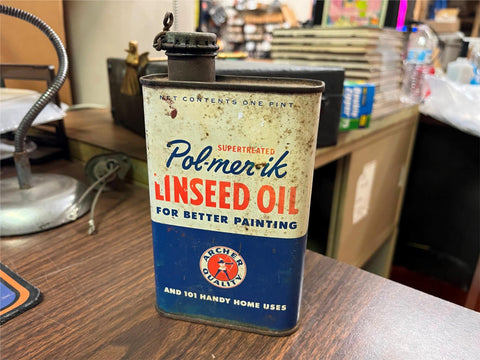 NET CONTENTS ONE PINT
SUPERTREATED
Pol-mer-ik
LINSEED OIL
FOR BETTER PAINTING
ARCHER
QUALITY
AND 101 HANDY HOME USES